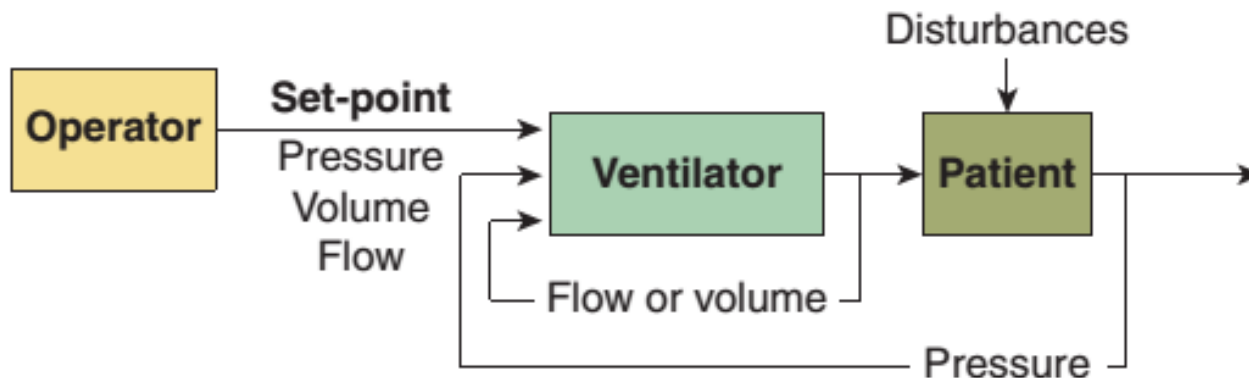 Disturbances
Operator
Set-point
Pressure
Volume
Flow
Ventilator
Patient
Flow or volume
Pressure